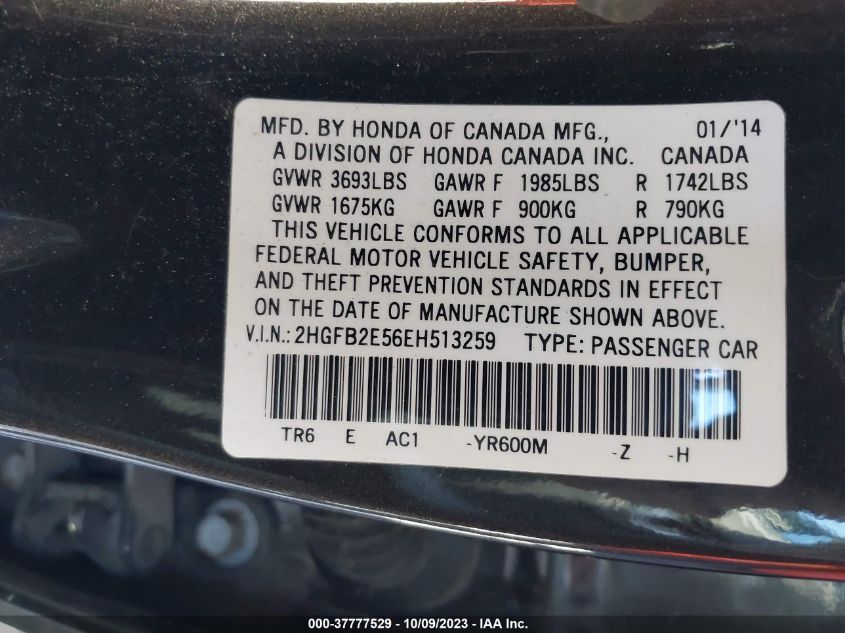 MFD. BY HONDA OF CANADA MFG., 01/'14
A DIVISION OF HONDA CANADA INC. CANADA
GVWR 3693LBS GAWR F 1985LBS R 1742LBS
GVWR 1675KG GAWR F 900KG R 790KG
THIS VEHICLE CONFORMS TO ALL APPLICABLE
FEDERAL MOTOR VEHICLE SAFETY, BUMPER,
AND THEFT PREVENTION STANDARDS IN EFFECT
ON THE DATE OF MANUFACTURE SHOWN ABOVE.
V.I.N.: 2HGFB2E56EH513259 TYPE: PASSENGER CAR
TR6 E AC1 -YR600M -Z -H
000-37777529 - 10/09/2023 - IAA Inc.